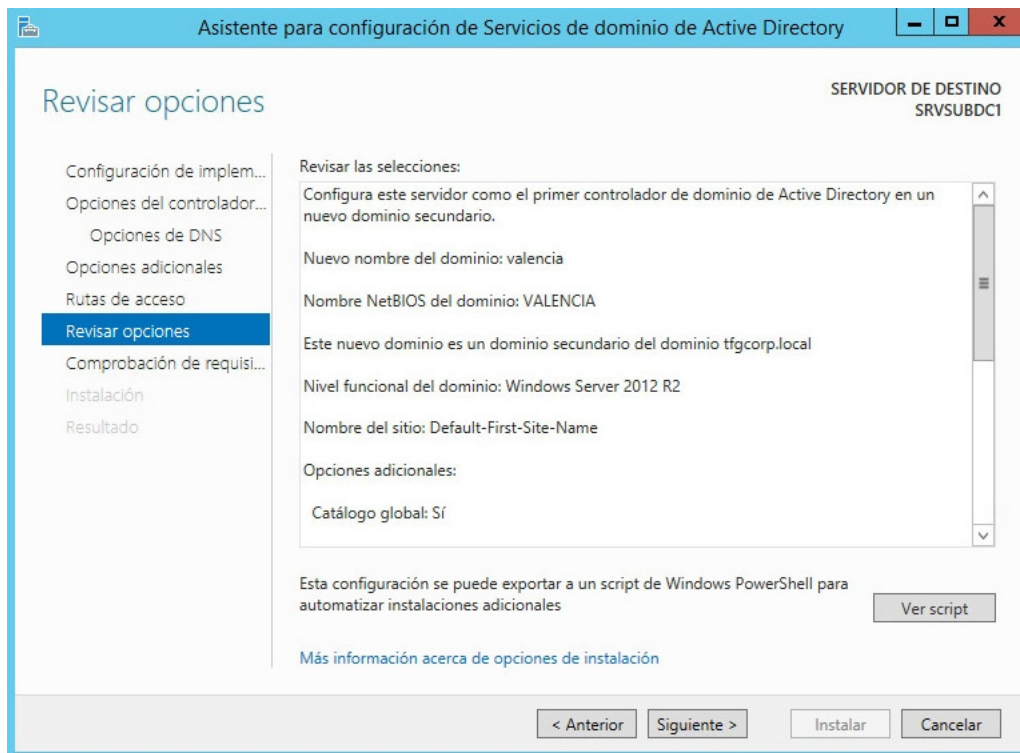 Asistente para configuración de Servicios de dominio de Active Directory
Revisar opciones
SERVIDOR DE DESTINO
SRVSUBDC1
Configuración de implem...
Opciones del controlador...
Opciones de DNS
Opciones adicionales
Rutas de acceso
Revisar opciones
Comprobación de requisi...
Instalación
Resultado
Revisar las selecciones:
Configura este servidor como el primer controlador de dominio de Active Directory en un
nuevo dominio secundario.
Nuevo nombre del dominio: valencia
Nombre NetBIOS del dominio: VALENCIA
Este nuevo dominio es un dominio secundario del dominio tfgcorp.local
Nivel funcional del dominio: Windows Server 2012 R2
Nombre del sitio: Default-First-Site-Name
Opciones adicionales:
Catálogo global: Sí
Esta configuración se puede exportar a un script de Windows PowerShell para
automatizar instalaciones adicionales
Ver script
Más información acerca de opciones de instalación
< Anterior
Siguiente >
Instalar
Cancelar